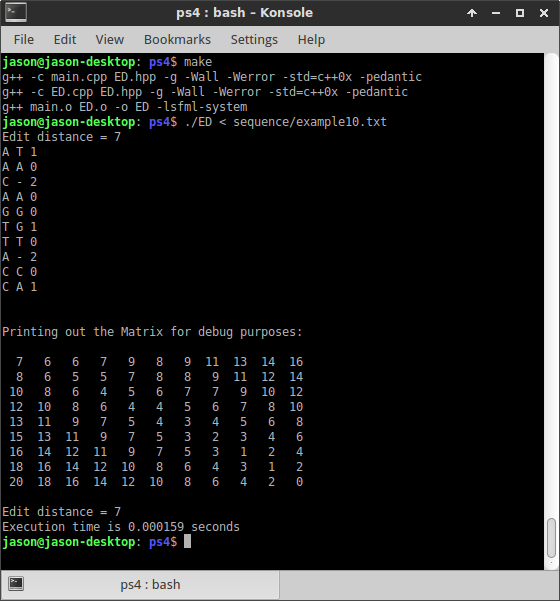 ps4 : bash – Konsole
File Edit View Bookmarks Settings Help
jason@jason-desktop: ps4$ make
g++ -c main.cpp ED.hpp -g -Wall -Werror -std=c++0x -pedantic
g++ -c ED.cpp ED.hpp -g -Wall -Werror -std=c++0x -pedantic
g++ main.o ED.o -o ED -lsfml-system
jason@jason-desktop: ps4$ ./ED < sequence/example10.txt
Edit distance = 7
A T 1
A A 0
C - 2
A A 0
G G 0
T G 1
T T 0
A - 2
C C 0
C A 1
Printing out the Matrix for debug purposes:
7 6 6 7 9 8 9 11 13 14 16
8 6 5 5 7 8 8 9 11 12 14
10 8 6 4 5 6 7 7 9 10 12
12 10 8 6 4 4 5 6 7 8 10
13 11 9 7 5 4 3 4 5 6 8
15 13 11 9 7 5 3 2 3 4 6
16 14 12 11 9 7 5 3 1 2 4
18 16 14 12 10 8 6 4 3 1 2
20 18 16 14 12 10 8 6 4 2 0
Edit distance = 7
Execution time is 0.000159 seconds
jason@jason-desktop: ps4$
ps4 : bash